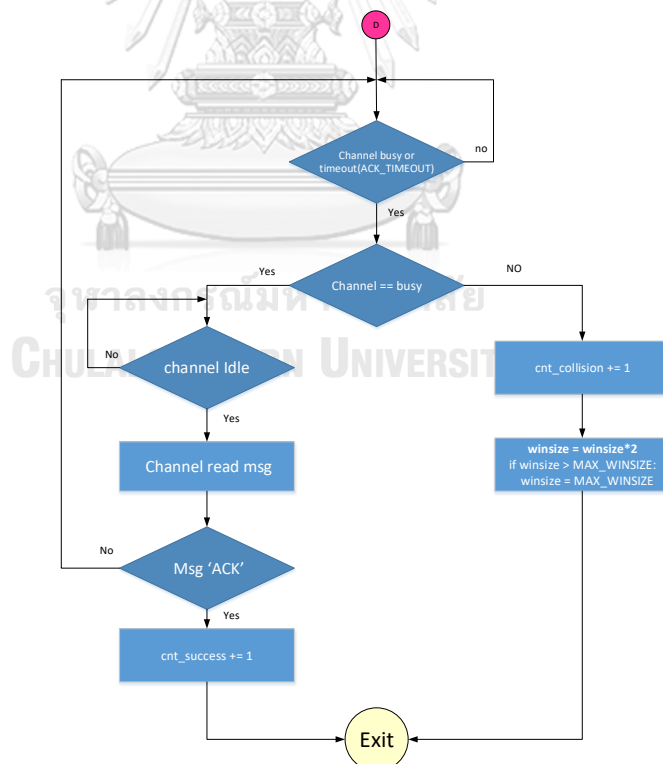 D
Channel busy or
timeout(ACK_TIMEOUT)
no
Yes
Channel == busy
Yes
NO
channel Idle
No
Yes
cnt_collision += 1
Channel read msg
winsize = winsize*2
if winsize > MAX_WINSIZE:
winsize = MAX_WINSIZE
Msg ‘ACK’
No
Yes
cnt_success += 1
Exit